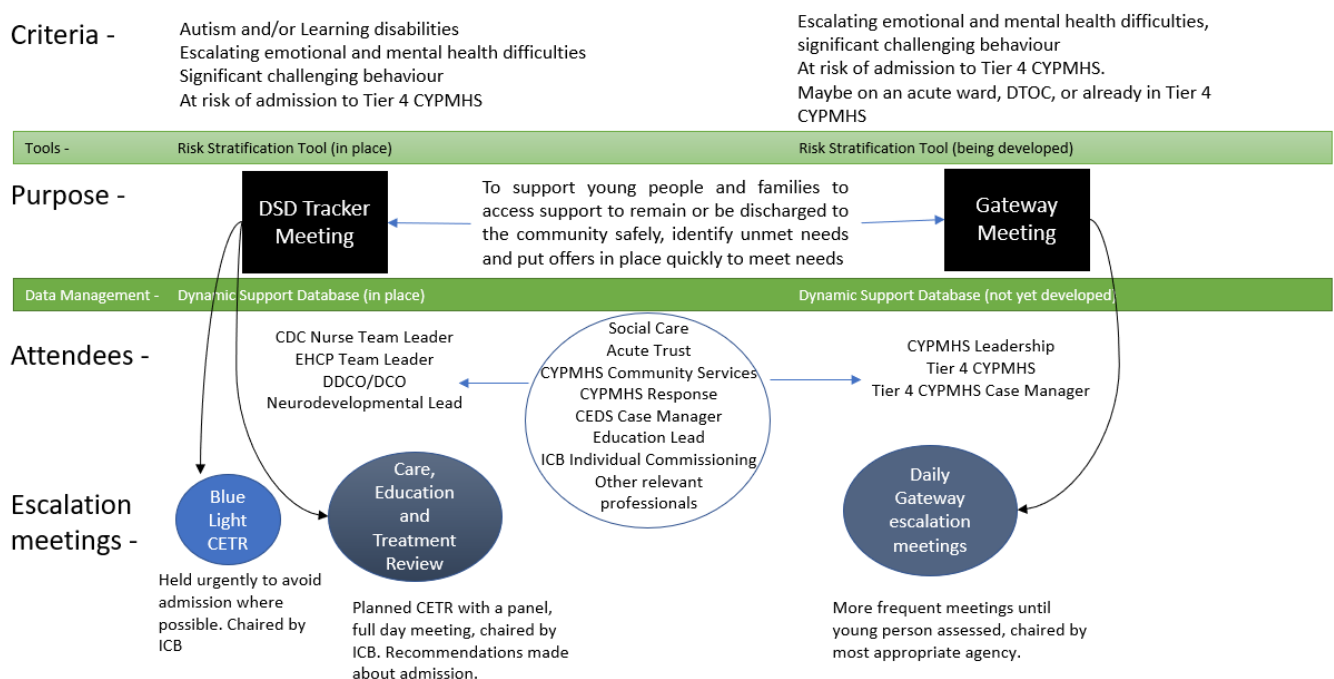 Criteria -
Autism and/or Learning disabilities
Escalating emotional and mental health difficulties
Significant challenging behaviour
At risk of admission to Tier 4 CYPMHS
Escalating emotional and mental health difficulties,
significant challenging behaviour
At risk of admission to Tier 4 CYPMHS.
Maybe on an acute ward, DTOC, or already in Tier 4
CYPMHS
Tools -
Risk Stratification Tool (in place)
Risk Stratification Tool (being developed)
Purpose -
DSD Tracker
Meeting
To support young people and families to
access support to remain or be discharged to
the community safely, identify unmet needs
and put offers in place quickly to meet needs
Gateway
Meeting
Data Management -
Dynamic Support Database (in place)
Dynamic Support Database (not yet developed)
Attendees -
CDC Nurse Team Leader
EHCP Team Leader
DDCO/DCO
Neurodevelopmental Lead
Social Care
Acute Trust
CYPMHS Community Services
CYPMHS Response
CEDS Case Manager
Education Lead
ICB Individual Commissioning
Other relevant
professionals
CYPMHS Leadership
Tier 4 CYPMHS
Tier 4 CYPMHS Case Manager
Escalation
meetings -
Blue
Light
CETR
Care,
Education
and
Treatment
Review
Daily
Gateway
escalation
meetings
Held urgently to avoid
admission where
possible. Chaired by
ICB
Planned CETR with a panel,
full day meeting, chaired by
ICB. Recommendations made
about admission.
More frequent meetings until
young person assessed, chaired by
most appropriate agency.